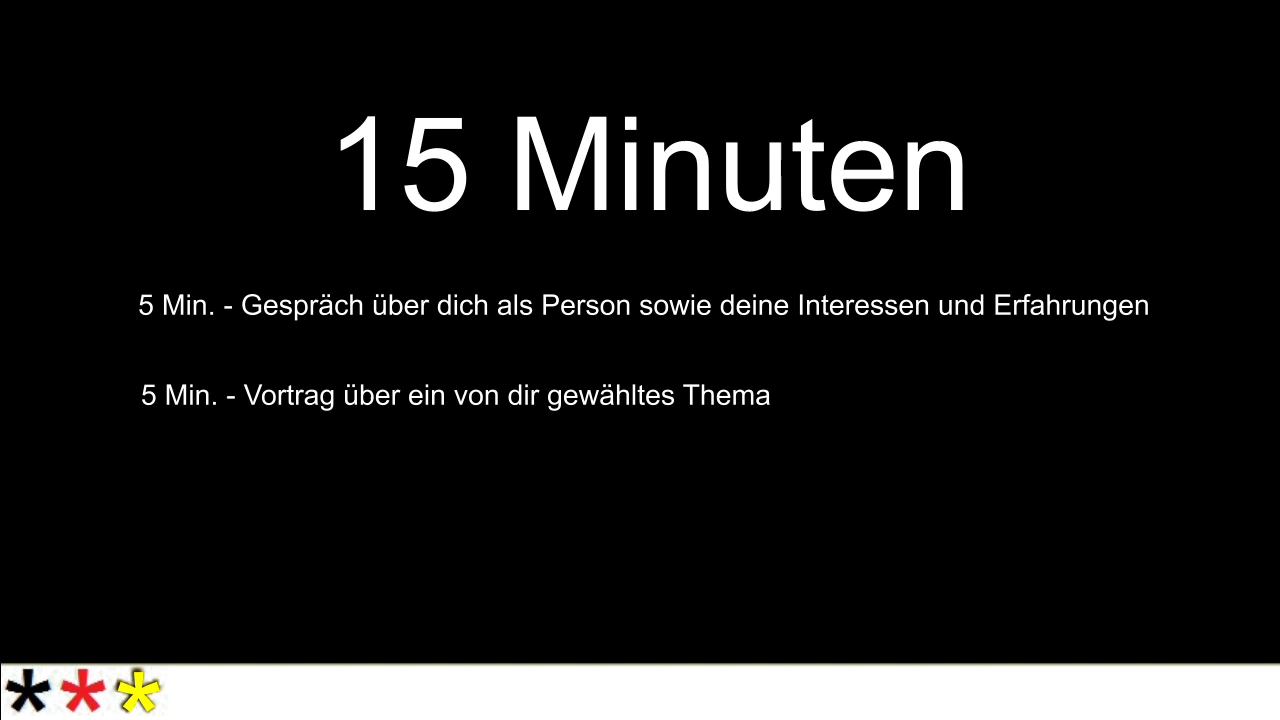 15 Minuten
5 Min. - Gespräch über dich als Person sowie deine Interessen und Erfahrungen
5 Min. - Vortrag über ein von dir gewähltes Thema